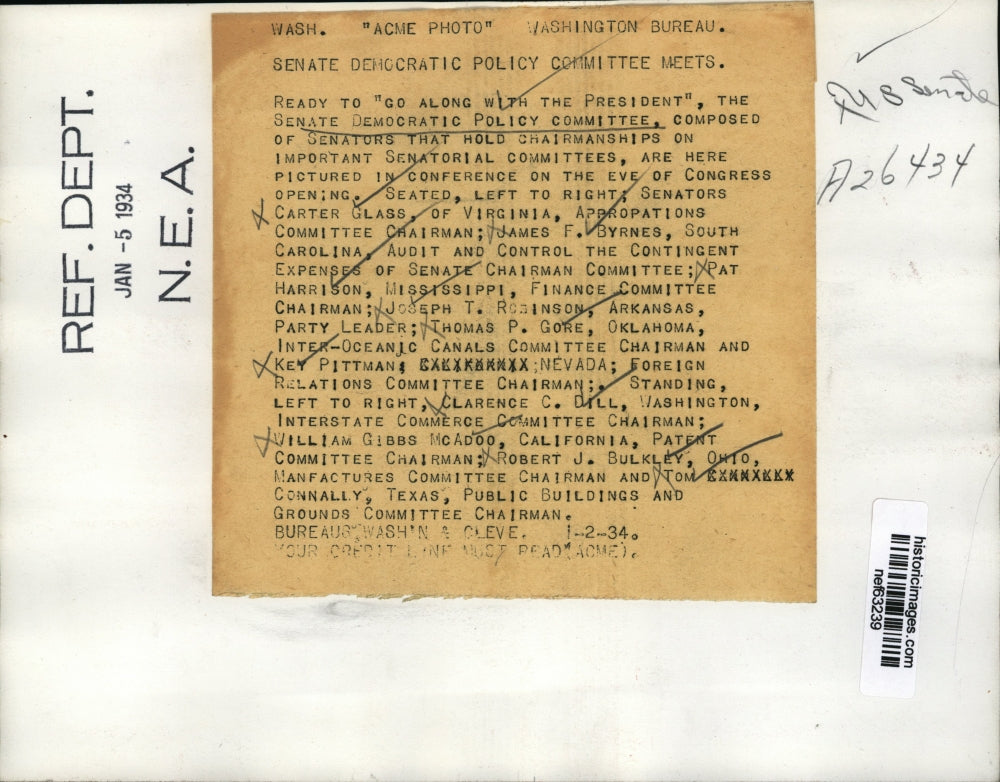 WASH. "ACME PHOTO" WASHINGTON BUREAU.
SENATE DEMOCRATIC POLICY COMMITTEE MEETS.
READY TO "GO ALONG WITH THE PRESIDENT", THE
SENATE DEMOCRATIC POLICY COMMITTEE, COMPOSED
OF SENATORS THAT HOLD CHAIRMANSHIPS ON
IMPORTANT SENATORIAL COMMITTEES, ARE HERE
PICTURED IN CONFERENCE ON THE EVE OF CONGRESS
OPENING. SEATED, LEFT TO RIGHT; SENATORS
CARTER GLASS, OF VIRGINIA, APPROPATIONS
COMMITTEE CHAIRMAN; JAMES F. BYRNES, SOUTH
CAROLINA, AUDIT AND CONTROL THE CONTINGENT
EXPENSES OF SENATE CHAIRMAN COMMITTEE; PAT
HARRISON, MISSISSIPPI, FINANCE COMMITTEE
CHAIRMAN; JOSEPH T. ROBINSON, ARKANSAS,
PARTY LEADER; THOMAS P. GORE, OKLAHOMA,
INTER-OCEANIC CANALS COMMITTEE CHAIRMAN AND
KEY PITTMAN; NEVADA; FOREIGN
RELATIONS COMMITTEE CHAIRMAN;. STANDING,
LEFT TO RIGHT, CLARENCE C. DILL, WASHINGTON,
INTERSTATE COMMERCE COMMITTEE CHAIRMAN;
WILLIAM GIBBS MCADOO, CALIFORNIA, PATENT
COMMITTEE CHAIRMAN; ROBERT J. BULKLEY, OHIO,
MANFACTURES COMMITTEE CHAIRMAN AND TOM
CONNALLY, TEXAS, PUBLIC BUILDINGS AND
GROUNDS COMMITTEE CHAIRMAN.
BUREAUS WASH'N & CLEVE. 1-2-34.
YOUR CREDIT LINE MUST READ(ACME).
REF. DEPT.
JAN -5 1934
N.E.A.
US Senate
A26434
historicimages.com
nef63239